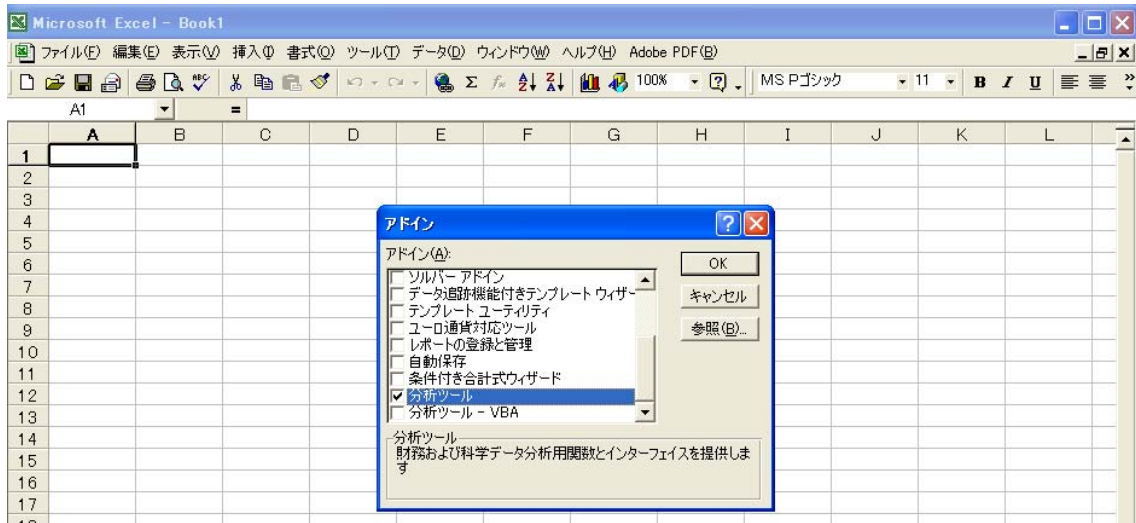 Microsoft Excel - Book1
ファイル(F) 編集(E) 表示(V) 挿入(I) 書式(O) ツール(T) データ(D) ウィンドウ(W) ヘルプ(H) Adobe PDF(B)
100% MS Pゴシック 11 B I U
A1 =
A B C D E F G H I J K L
1
2
3
4
5
6
7
8
9
10
11
12
13
14
15
16
17
アドイン
アドイン(A):
ソルバー アドイン
データ追跡機能付きテンプレート ウィザー
テンプレート ユーティリティ
ユーロ通貨対応ツール
レポートの登録と管理
自動保存
条件付き合計式ウィザード
分析ツール
分析ツール - VBA
OK
キャンセル
参照(B)...
分析ツール
財務および科学データ分析用関数とインターフェイスを提供しま
す